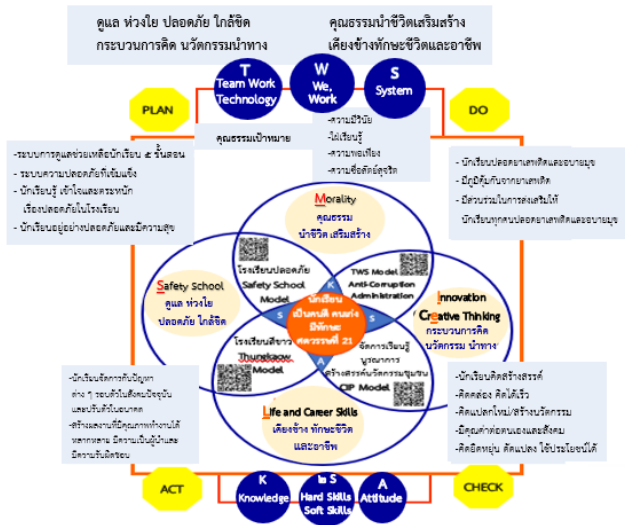 ดูแล ห่วงใย ปลอดภัย ใกล้ชิด
กระบวนการคิด นวัตกรรมนำทาง
คุณธรรมนำชีวิตเสริมสร้าง
เคียงข้างทักษะชีวิตและอาชีพ
T
Team Work
Technology
W
We,
Work
S
System
PLAN
DO
คุณธรรมเป้าหมาย
-ความมีวินัย
-ใฝ่เรียนรู้
-ความพอเพียง
-ความซื่อสัตย์สุจริต
-ระบบการดูแลช่วยเหลือนักเรียน ๕ ขั้นตอน
- ระบบความปลอดภัยที่เข้มแข็ง
- นักเรียนรู้ เข้าใจและตระหนัก
เรื่องปลอดภัยในโรงเรียน
- นักเรียนอยู่อย่างปลอดภัยและมีความสุข
- นักเรียนปลอดยาเสพติดและอบายมุข
- มีภูมิคุ้มกันจากยาเสพติด
- มีส่วนร่วมในการส่งเสริมให้
นักเรียนทุกคนปลอดยาเสพติดและอบายมุข
Morality
คุณธรรม
นำชีวิต เสริมสร้าง
โรงเรียนปลอดภัย
Safety School
Model
TWS Model
Anti-Corruption
Administration
Safety School
ดูแล ห่วงใย
ปลอดภัย ใกล้ชิด
K
S
S
A
นักเรียน
เป็นคนดี คนเก่ง
มีทักษะ
ศตวรรษที่ 21
Innovation
Creative Thinking
กระบวนการคิด
นวัตกรรม นำทาง
โรงเรียนสีขาว
Thungkaow
Model
จัดการเรียนรู้
บูรณาการ
สร้างสรรค์นวัตกรรมชุมชน
CIP Model
Life and Career Skills
เคียงข้าง ทักษะชีวิต
และอาชีพ
-นักเรียนจัดการกับปัญหา
ต่าง ๆ รอบตัวในสังคมปัจจุบัน
และปรับตัวในอนาคต
-สร้างผลงานที่มีคุณภาพทำงานได้
หลากหลาย มีความเป็นผู้นำและ
มีความรับผิดชอบ
-นักเรียนคิดสร้างสรรค์
-คิดคล่อง คิดได้เร็ว
-คิดแปลกใหม่/สร้างนวัตกรรม
-มีคุณค่าต่อตนเองและสังคม
-คิดยืดหยุ่น ดัดแปลง ใช้ประโยชน์ได้
ACT
CHECK
K
Knowledge
S
Hard Skills
Soft Skills
A
Attitude